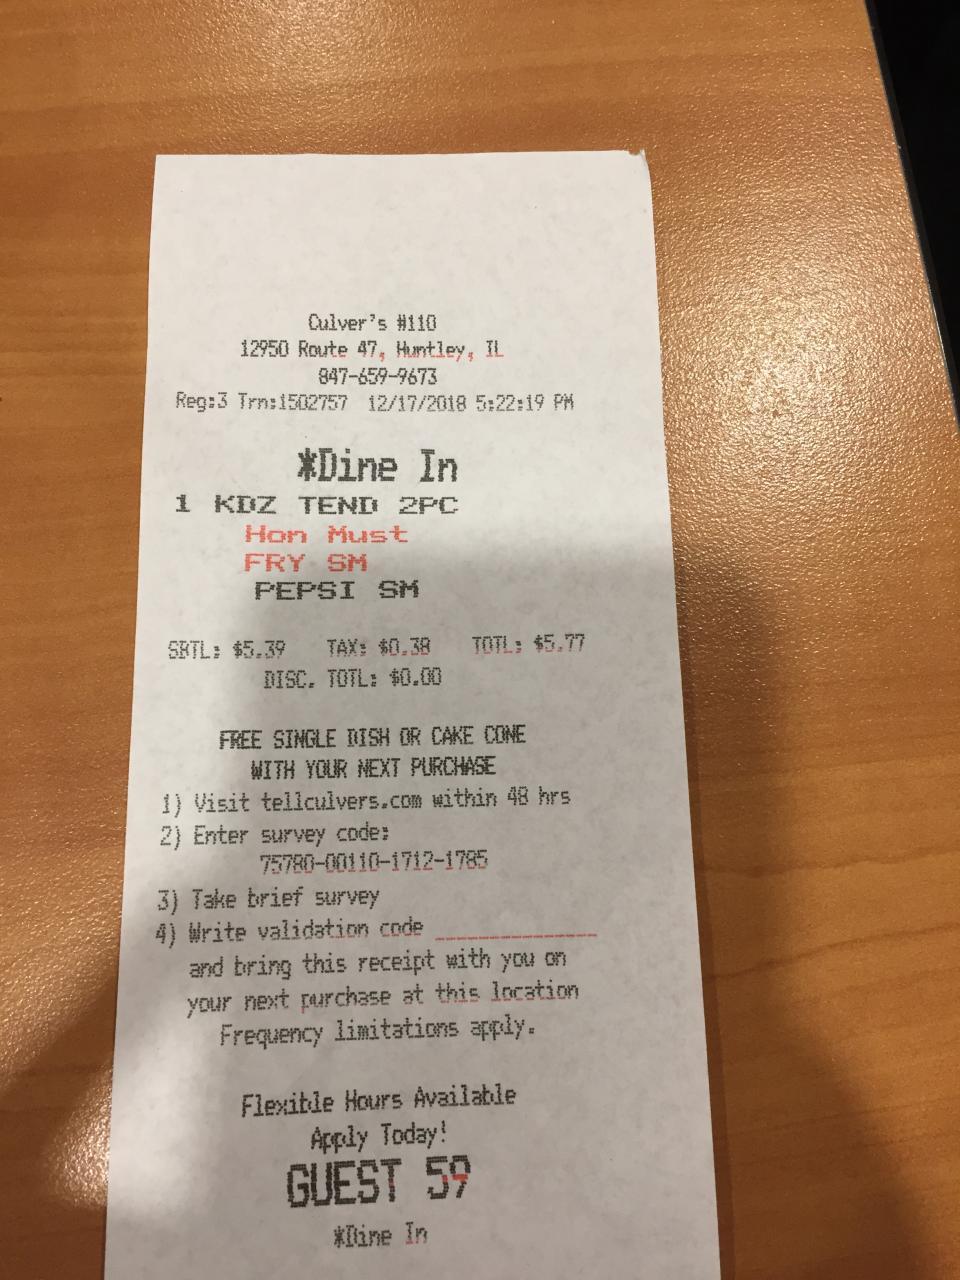 Culver's #110
12950 Route 47, Huntley, IL
847-659-9673
Reg:3 Trn:1502757 12/17/2018 5:22:19 PM
*Dine In
1 KDZ TEND 2PC
Hon Must
FRY SM
PEPSI SM
SBTL: $5.39 TAX: $0.38 TOTL: $5.77
DISC. TOTL: $0.00
FREE SINGLE DISH OR CAKE CONE
WITH YOUR NEXT PURCHASE
1) Visit tellculvers.com within 48 hrs
2) Enter survey code:
75780-00110-1712-1785
3) Take brief survey
4) Write validation code ______________
and bring this receipt with you on
your next purchase at this location
Frequency limitations apply.
Flexible Hours Available
Apply Today!
GUEST 59
*Dine In